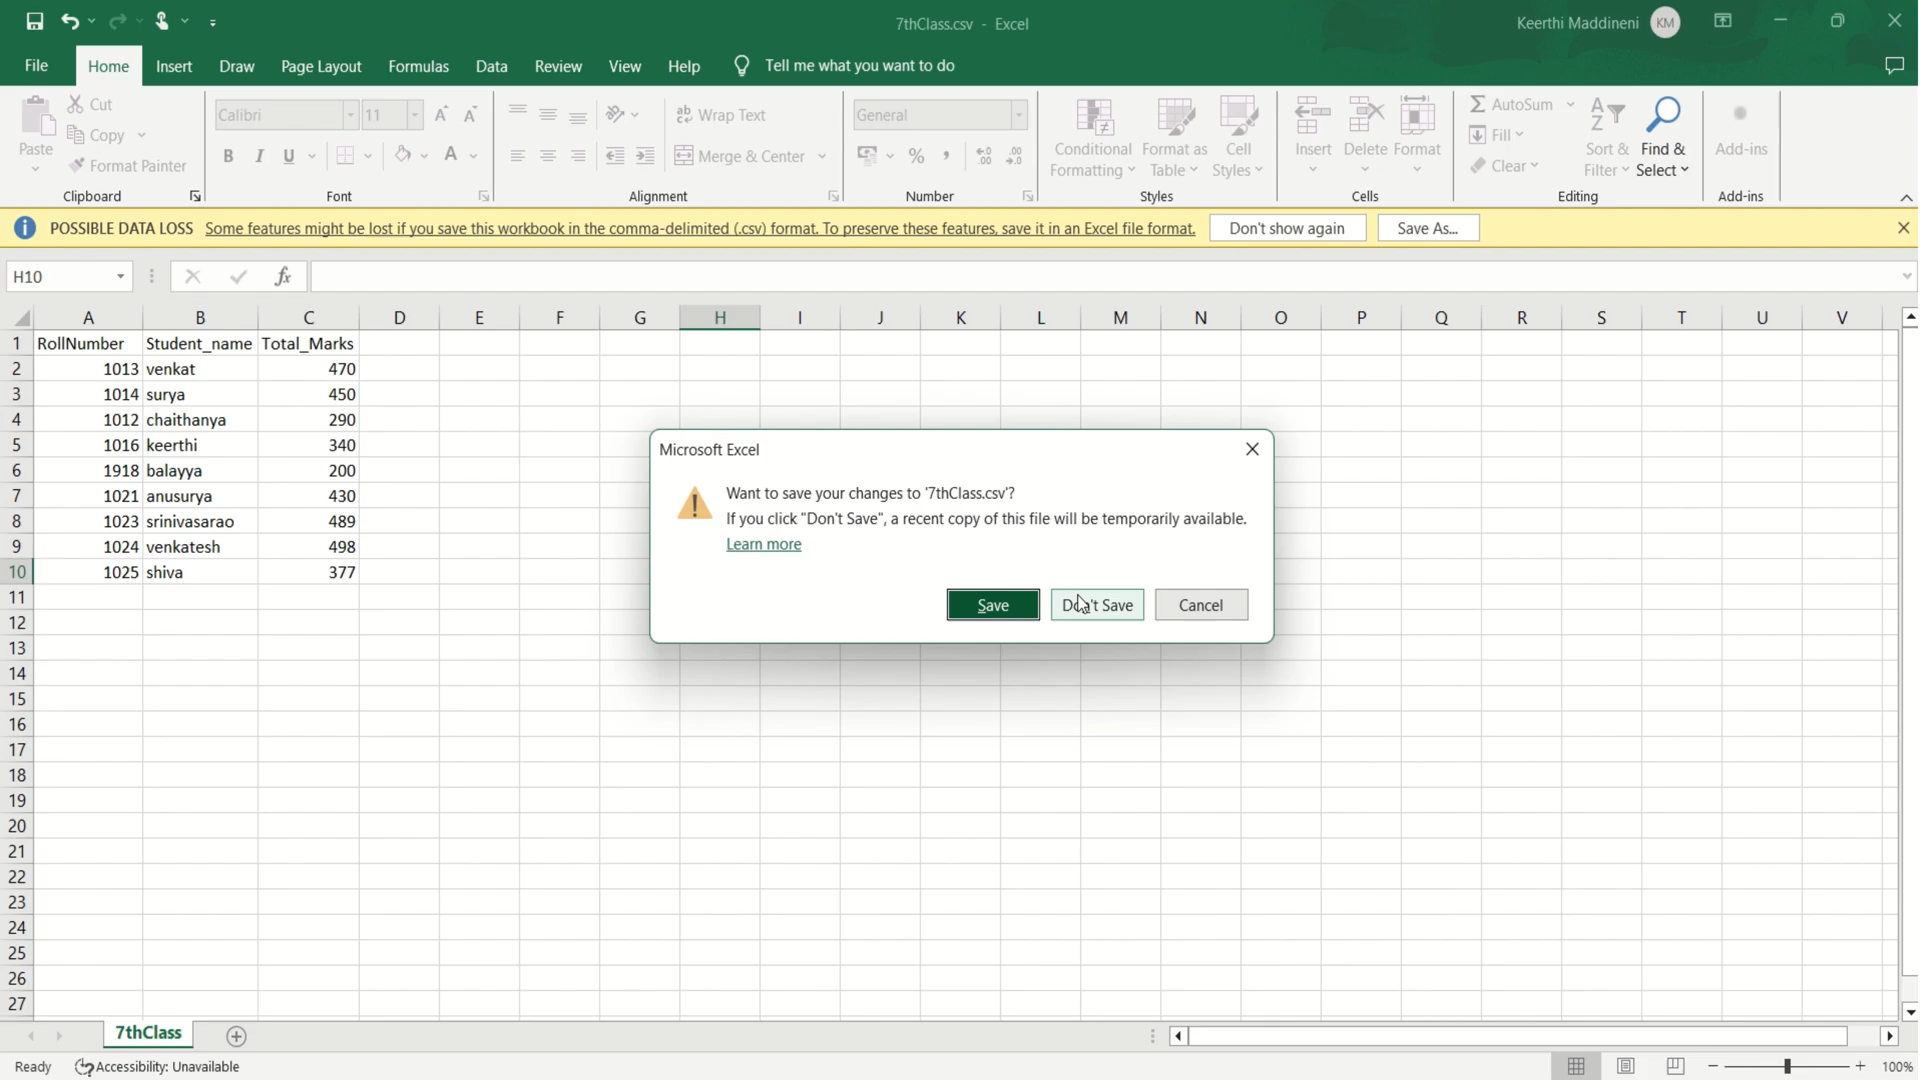 7thClass.csv - Excel
Keerthi Maddineni KM
File Home Insert Draw Page Layout Formulas Data Review View Help Tell me what you want to do
Paste
Cut
Copy
Format Painter
Clipboard
Calibri 11
B I U A
Font
Wrap Text
Merge & Center
Alignment
General
% ,
Number
Conditional Formatting
Format as Table
Cell Styles
Styles
Insert Delete Format
Cells
AutoSum
Fill
Clear
Sort & Filter
Find & Select
Editing
Add-ins
Add-ins
POSSIBLE DATA LOSS Some features might be lost if you save this workbook in the comma-delimited (.csv) format. To preserve these features, save it in an Excel file format. Don't show again Save As...
H10 fx
A B C D E F G H I J K L M N O P Q R S T U V
1 RollNumber Student_name Total_Marks
2 1013 venkat 470
3 1014 surya 450
4 1012 chaithanya 290
5 1016 keerthi 340
6 1918 balayya 200
7 1021 anusurya 430
8 1023 srinivasarao 489
9 1024 venkatesh 498
10 1025 shiva 377
11
12
13
14
15
16
17
18
19
20
21
22
23
24
25
26
27
Microsoft Excel
Want to save your changes to '7thClass.csv'?
If you click "Don't Save", a recent copy of this file will be temporarily available.
Learn more
Save Don't Save Cancel
7thClass
Ready Accessibility: Unavailable
100%